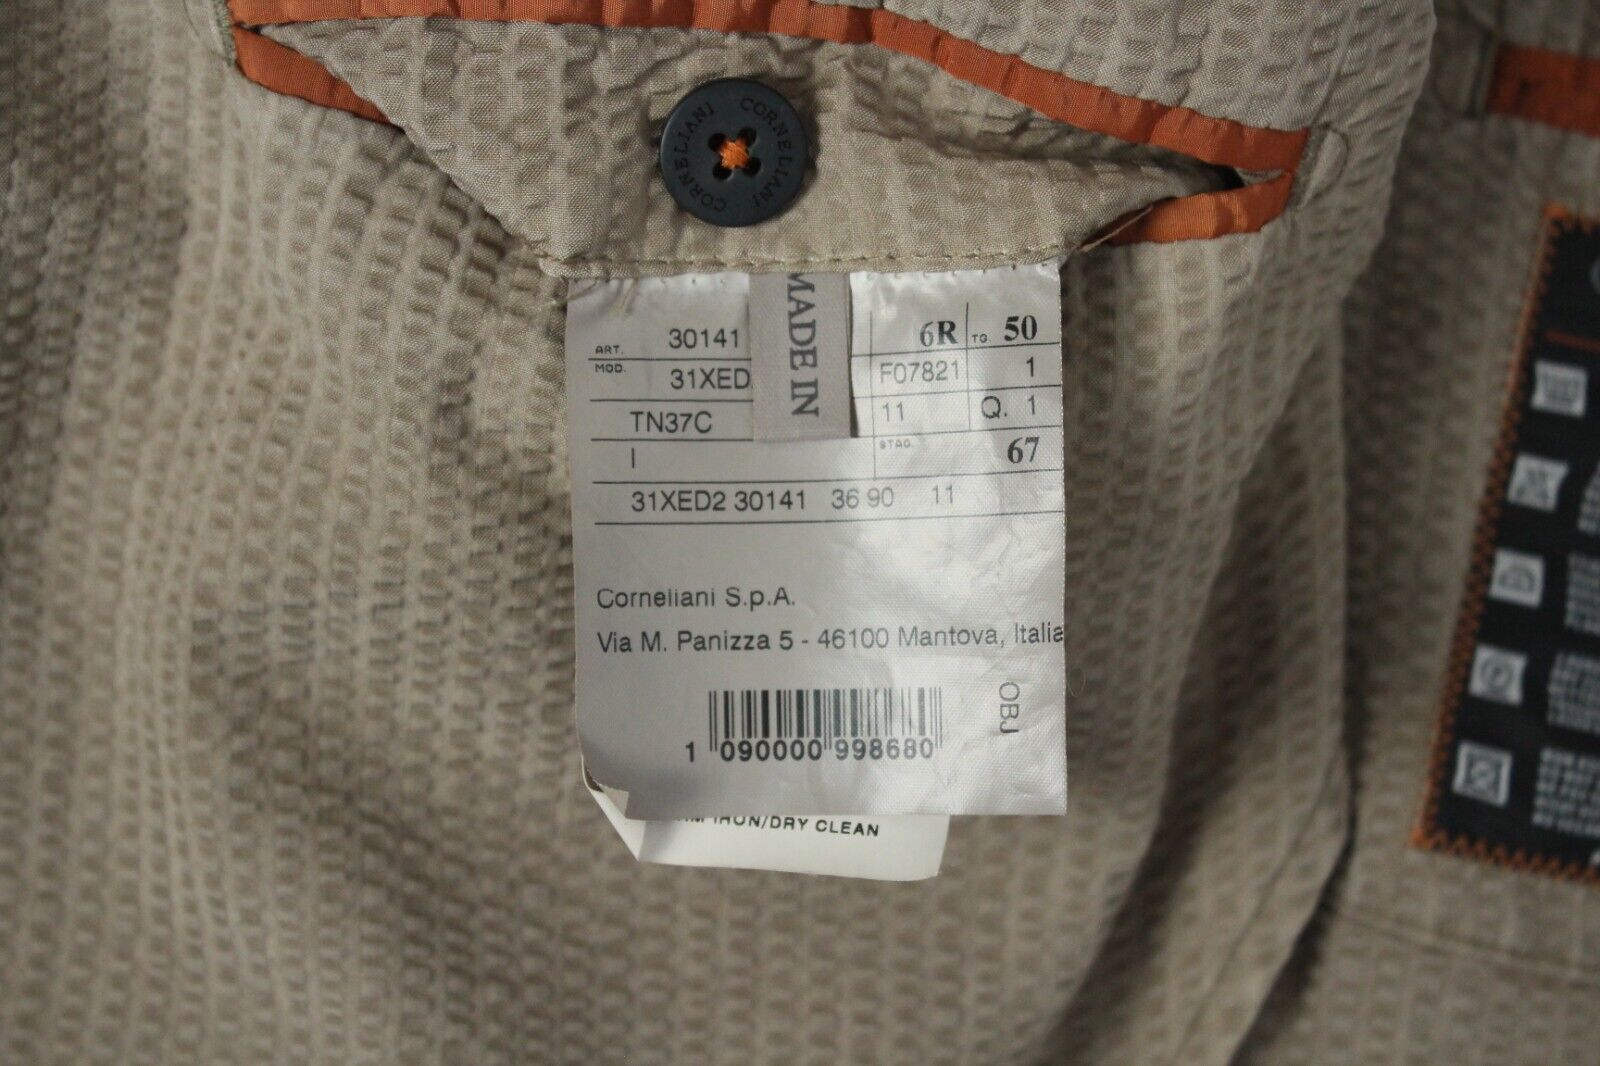 CORNELIANI CORNELIANI
MADE IN
ART. 30141 6R TG. 50
MOD. 31XED F07821 1
TN37C 11 Q. 1
I STAG. 67
31XED2 30141 36 90 11
Corneliani S.p.A.
Via M. Panizza 5 - 46100 Mantova, Italia
OBJ
1 090000 998680
IRON/DRY CLEAN